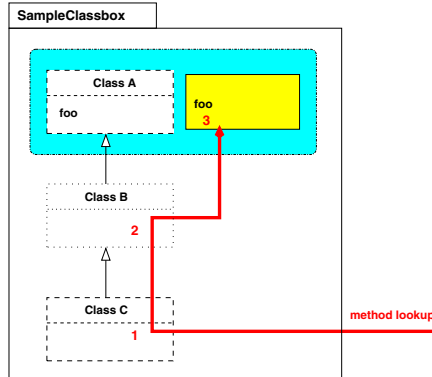 SampleClassbox
Class A
foo
foo
3
Class B
2
method lookup
Class C
1